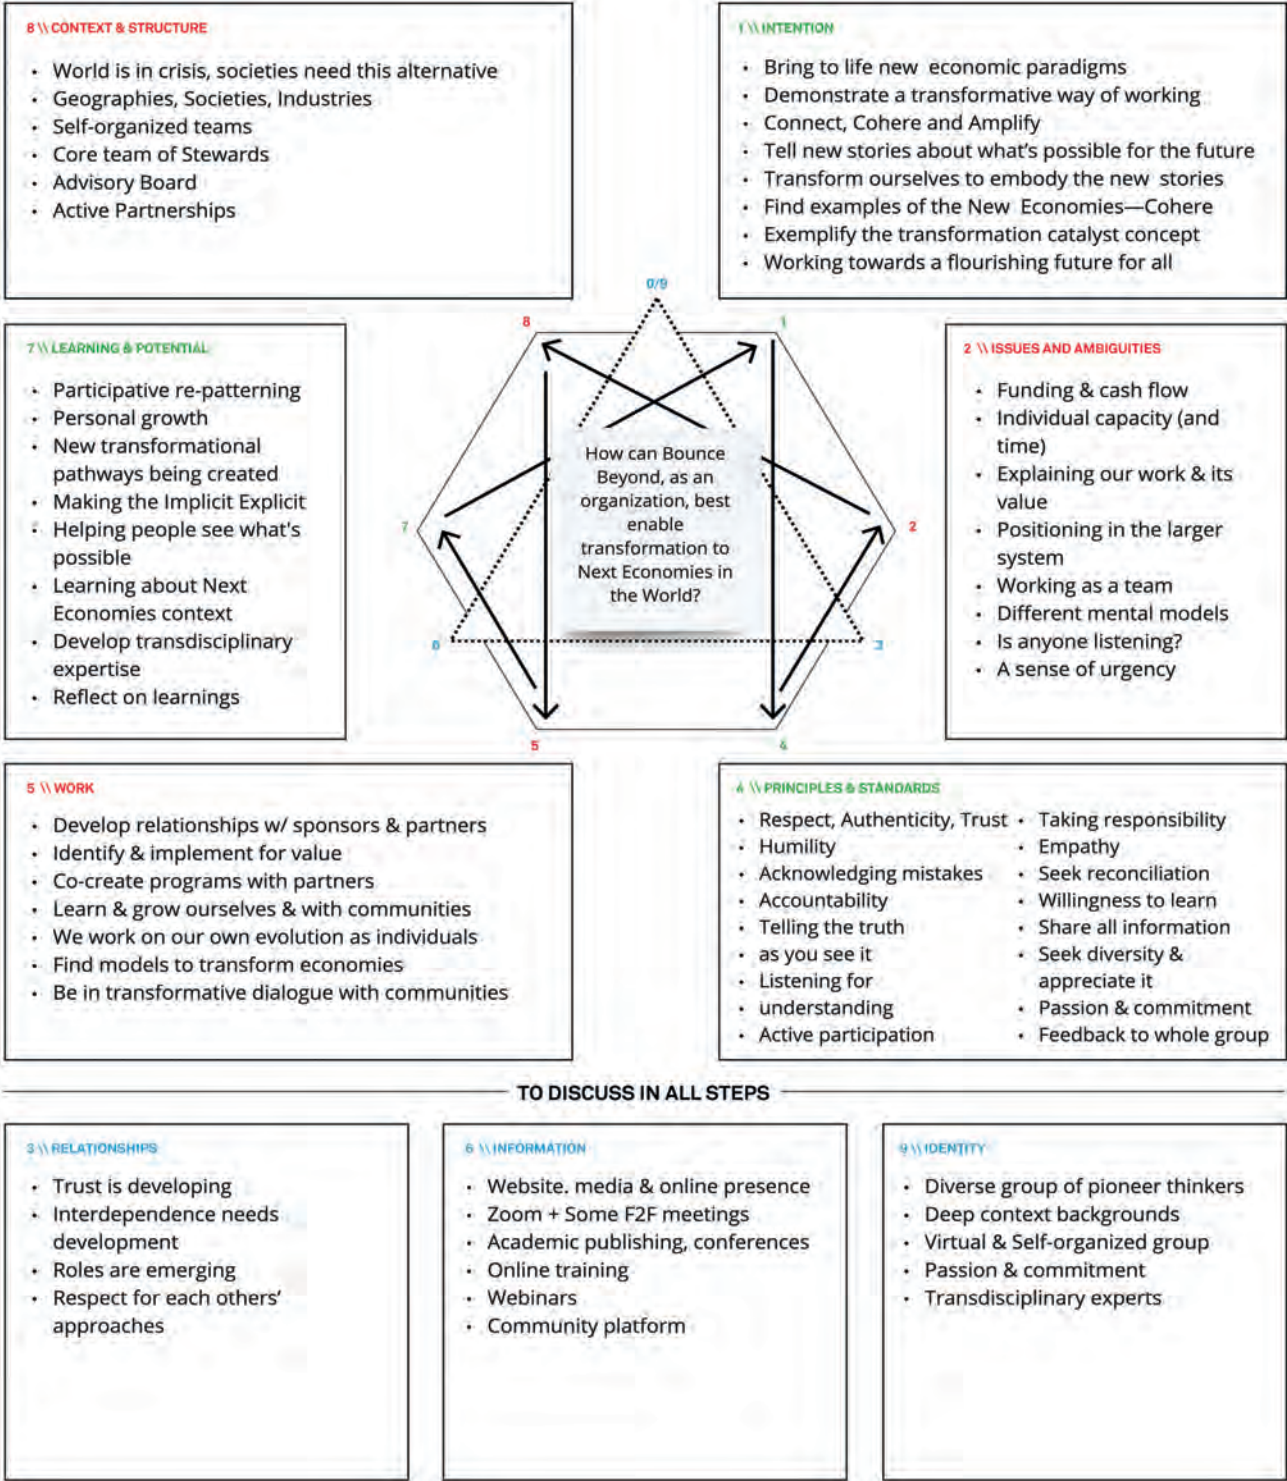 8 \\ CONTEXT & STRUCTURE
• World is in crisis, societies need this alternative
• Geographies, Societies, Industries
• Self-organized teams
• Core team of Stewards
• Advisory Board
• Active Partnerships
1 \\ INTENTION
• Bring to life new economic paradigms
• Demonstrate a transformative way of working
• Connect, Cohere and Amplify
• Tell new stories about what's possible for the future
• Transform ourselves to embody the new stories
• Find examples of the New Economies—Cohere
• Exemplify the transformation catalyst concept
• Working towards a flourishing future for all
7 \\ LEARNING & POTENTIAL
• Participative re-patterning
• Personal growth
• New transformational
pathways being created
• Making the Implicit Explicit
• Helping people see what's
possible
• Learning about Next
Economies context
• Develop transdisciplinary
expertise
• Reflect on learnings
0/9
8
1
7
2
6
3
5
4
How can Bounce
Beyond, as an
organization, best
enable
transformation to
Next Economies in
the World?
2 \\ ISSUES AND AMBIGUITIES
• Funding & cash flow
• Individual capacity (and
time)
• Explaining our work & its
value
• Positioning in the larger
system
• Working as a team
• Different mental models
• Is anyone listening?
• A sense of urgency
5 \\ WORK
• Develop relationships w/ sponsors & partners
• Identify & implement for value
• Co-create programs with partners
• Learn & grow ourselves & with communities
• We work on our own evolution as individuals
• Find models to transform economies
• Be in transformative dialogue with communities
4 \\ PRINCIPLES & STANDARDS
• Respect, Authenticity, Trust
• Humility
• Acknowledging mistakes
• Accountability
• Telling the truth
• as you see it
• Listening for
• understanding
• Active participation
• Taking responsibility
• Empathy
• Seek reconciliation
• Willingness to learn
• Share all information
• Seek diversity &
appreciate it
• Passion & commitment
• Feedback to whole group
TO DISCUSS IN ALL STEPS
3 \\ RELATIONSHIPS
• Trust is developing
• Interdependence needs
development
• Roles are emerging
• Respect for each others'
approaches
6 \\ INFORMATION
• Website. media & online presence
• Zoom + Some F2F meetings
• Academic publishing, conferences
• Online training
• Webinars
• Community platform
9 \\ IDENTITY
• Diverse group of pioneer thinkers
• Deep context backgrounds
• Virtual & Self-organized group
• Passion & commitment
• Transdisciplinary experts